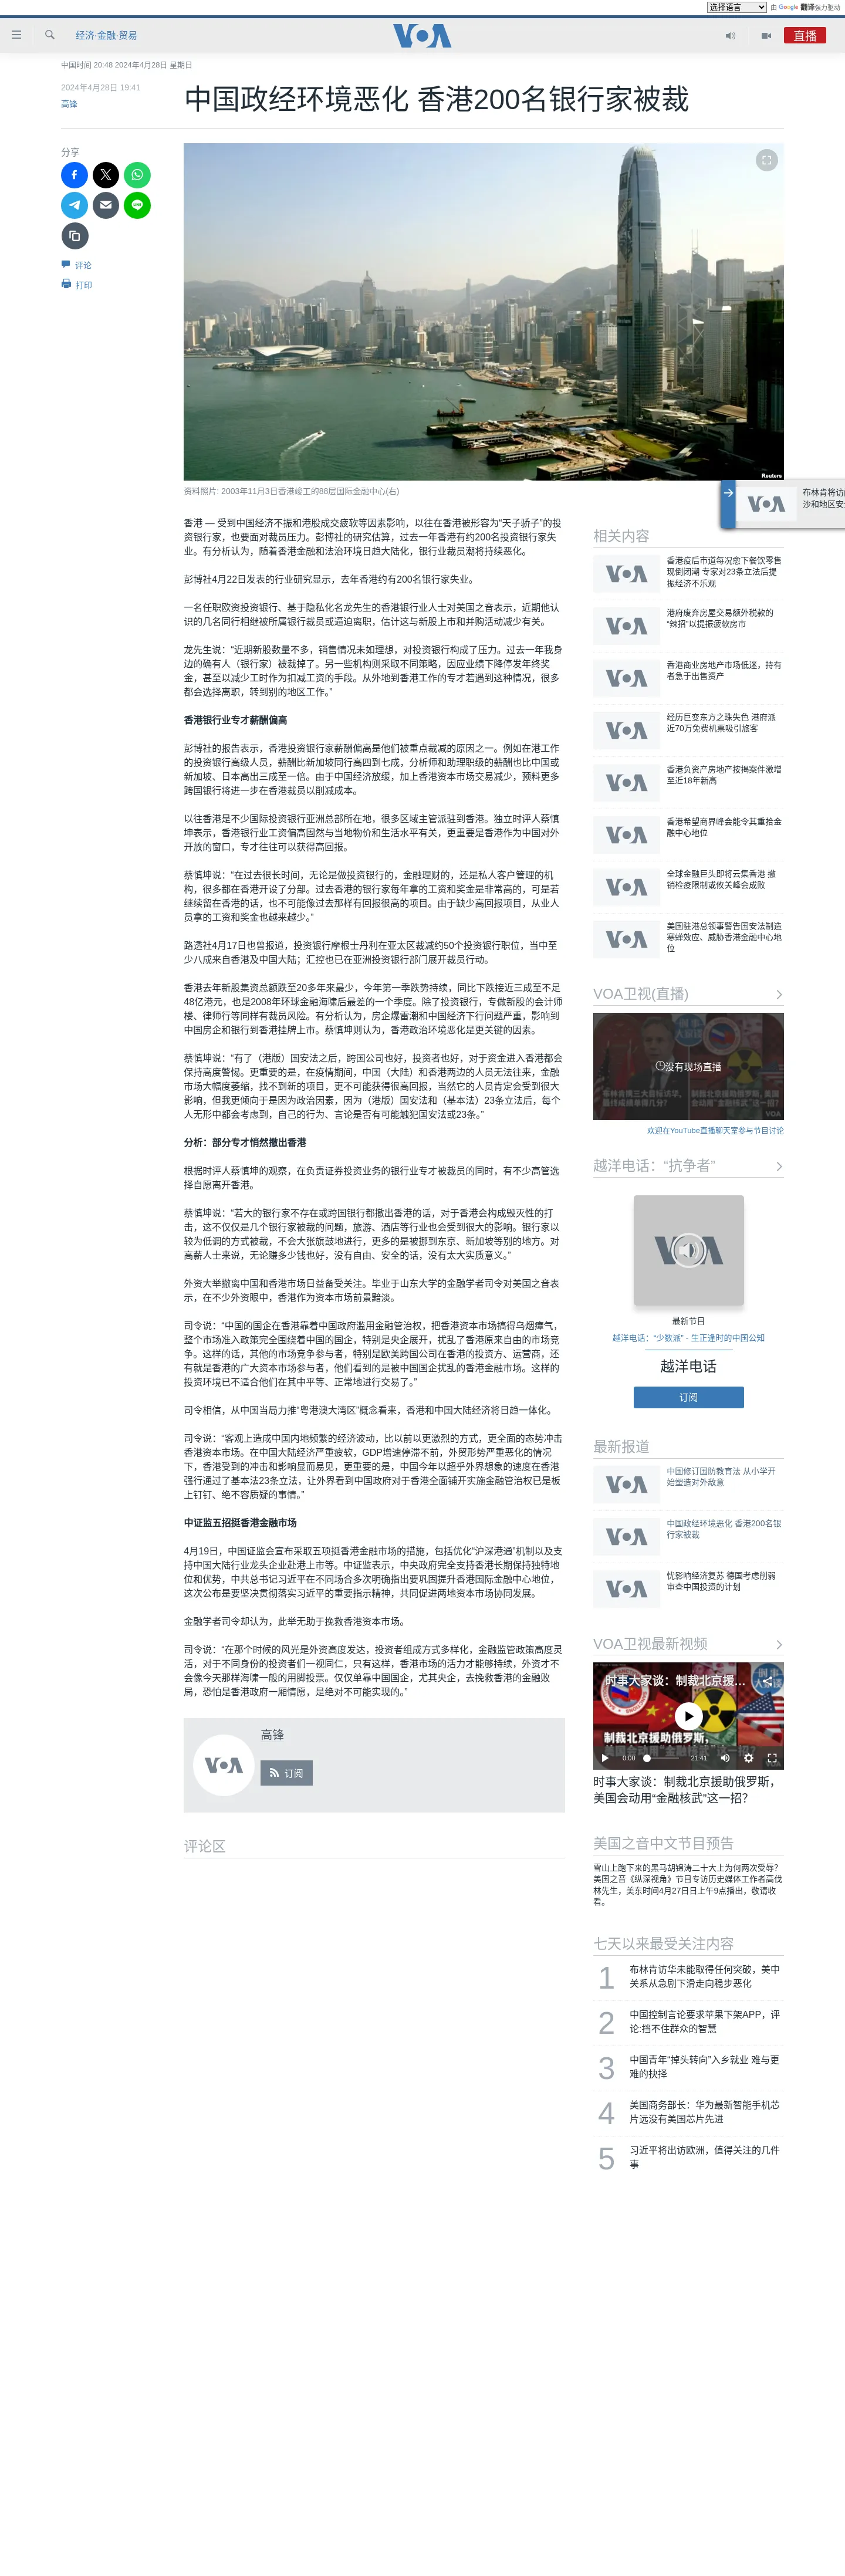 选择语言 由 Google 翻译强力驱动
经济·金融·贸易
VOA
直播
中国时间 20:48 2024年4月28日 星期日
2024年4月28日 19:41
高锋
中国政经环境恶化 香港200名银行家被裁
分享
评论
打印
Reuters
资料照片: 2003年11月3日香港竣工的88层国际金融中心(右)
香港 — 受到中国经济不振和港股成交疲软等因素影响，以往在香港被形容为“天子骄子”的投
资银行家，也要面对裁员压力。彭博社的研究估算，过去一年香港有约200名投资银行家失
业。有分析认为，随着香港金融和法治环境日趋大陆化，银行业裁员潮将持续恶化。
彭博社4月22日发表的行业研究显示，去年香港约有200名银行家失业。
一名任职欧资投资银行、基于隐私化名龙先生的香港银行业人士对美国之音表示，近期他认
识的几名同行相继被所属银行裁员或逼迫离职，估计这与新股上市和并购活动减少有关。
龙先生说：“近期新股数量不多，销售情况未如理想，对投资银行构成了压力。过去一年我身
边的确有人（银行家）被裁掉了。另一些机构则采取不同策略，因应业绩下降停发年终奖
金，甚至以减少工时作为扣减工资的手段。从外地到香港工作的专才若遇到这种情况，很多
都会选择离职，转到别的地区工作。”
香港银行业专才薪酬偏高
彭博社的报告表示，香港投资银行家薪酬偏高是他们被重点裁减的原因之一。例如在港工作
的投资银行高级人员，薪酬比新加坡同行高四到七成，分析师和助理职级的薪酬也比中国或
新加坡、日本高出三成至一倍。由于中国经济放缓，加上香港资本市场交易减少，预料更多
跨国银行将进一步在香港裁员以削减成本。
以往香港是不少国际投资银行亚洲总部所在地，很多区域主管派驻到香港。独立时评人蔡慎
坤表示，香港银行业工资偏高固然与当地物价和生活水平有关，更重要是香港作为中国对外
开放的窗口，专才往往可以获得高回报。
蔡慎坤说：“在过去很长时间，无论是做投资银行的，金融理财的，还是私人客户管理的机
构，很多都在香港开设了分部。过去香港的银行家每年拿的工资和奖金是非常高的，可是若
继续留在香港的话，也不可能像过去那样有回报很高的项目。由于缺少高回报项目，从业人
员拿的工资和奖金也越来越少。”
路透社4月17日也曾报道，投资银行摩根士丹利在亚太区裁减约50个投资银行职位，当中至
少八成来自香港及中国大陆；汇控也已在亚洲投资银行部门展开裁员行动。
香港去年新股集资总额跌至20多年来最少，今年第一季跌势持续，同比下跌接近三成至不足
48亿港元，也是2008年环球金融海啸后最差的一个季度。除了投资银行，专做新股的会计师
楼、律师行等同样有裁员风险。有分析认为，房企爆雷潮和中国经济下行问题严重，影响到
中国房企和银行到香港挂牌上市。蔡慎坤则认为，香港政治环境恶化是更关键的因素。
蔡慎坤说：“有了（港版）国安法之后，跨国公司也好，投资者也好，对于资金进入香港都会
保持高度警惕。更重要的是，在疫情期间，中国（大陆）和香港两边的人员无法往来，金融
市场大幅度萎缩，找不到新的项目，更不可能获得很高回报，当然它的人员肯定会受到很大
影响，但我更倾向于是因为政治因素，因为（港版）国安法和（基本法）23条立法后，每个
人无形中都会考虑到，自己的行为、言论是否有可能触犯国安法或23条。”
分析：部分专才悄然撤出香港
根据时评人蔡慎坤的观察，在负责证券投资业务的银行业专才被裁员的同时，有不少高管选
择自愿离开香港。
蔡慎坤说：“若大的银行家不存在或跨国银行都撤出香港的话，对于香港会构成毁灭性的打
击，这不仅仅是几个银行家被裁的问题，旅游、酒店等行业也会受到很大的影响。银行家以
较为低调的方式被裁，不会大张旗鼓地进行，更多的是被挪到东京、新加坡等别的地方。对
高薪人士来说，无论赚多少钱也好，没有自由、安全的话，没有太大实质意义。”
外资大举撤离中国和香港市场日益备受关注。毕业于山东大学的金融学者司令对美国之音表
示，在不少外资眼中，香港作为资本市场前景黯淡。
司令说：“中国的国企在香港靠着中国政府滥用金融管治权，把香港资本市场搞得乌烟瘴气，
整个市场准入政策完全围绕着中国的国企，特别是央企展开，扰乱了香港原来自由的市场竞
争。这样的话，其他的市场竞争参与者，特别是欧美跨国公司在香港的投资方、运营商，还
有就是香港的广大资本市场参与者，他们看到的是被中国国企扰乱的香港金融市场。这样的
投资环境已不适合他们在其中平等、正常地进行交易了。”
司令相信，从中国当局力推“粤港澳大湾区”概念看来，香港和中国大陆经济将日趋一体化。
司令说：“客观上造成中国内地频繁的经济波动，比以前以更激烈的方式，更全面的态势冲击
香港资本市场。在中国大陆经济严重疲软，GDP增速停滞不前，外贸形势严重恶化的情况
下，香港受到的冲击和影响显而易见，更重要的是，中国今年以超乎外界想象的速度在香港
强行通过了基本法23条立法，让外界看到中国政府对于香港全面铺开实施金融管治权已是板
上钉钉、绝不容质疑的事情。”
中证监五招挺香港金融市场
4月19日，中国证监会宣布采取五项挺香港金融市场的措施，包括优化“沪深港通”机制以及支
持中国大陆行业龙头企业赴港上市等。中证监表示，中央政府完全支持香港长期保持独特地
位和优势，中共总书记习近平在不同场合多次明确指出要巩固提升香港国际金融中心地位，
这次公布是要坚决贯彻落实习近平的重要指示精神，共同促进两地资本市场协同发展。
金融学者司令却认为，此举无助于挽救香港资本市场。
司令说：“在那个时候的风光是外资高度发达，投资者组成方式多样化，金融监管政策高度灵
活，对于不同身份的投资者们一视同仁，只有这样，香港市场的活力才能够持续，外资才不
会像今天那样海啸一般的用脚投票。仅仅单靠中国国企，尤其央企，去挽救香港的金融败
局，恐怕是香港政府一厢情愿，是绝对不可能实现的。”
VOA
高锋
订阅
评论区
VOA
布林肯将访
沙和地区安
相关内容
VOA
香港疫后市道每况愈下餐饮零售
现倒闭潮 专家对23条立法后提
振经济不乐观
VOA
港府废弃房屋交易额外税款的
“辣招”以提振疲软房市
VOA
香港商业房地产市场低迷，持有
者急于出售资产
VOA
经历巨变东方之珠失色 港府派
近70万免费机票吸引旅客
VOA
香港负资产房地产按揭案件激增
至近18年新高
VOA
香港希望商界峰会能令其重拾金
融中心地位
VOA
全球金融巨头即将云集香港 撤
销检疫限制或攸关峰会成败
VOA
美国驻港总领事警告国安法制造
寒蝉效应、威胁香港金融中心地
位
VOA卫视(直播)
没有现场直播
VOA
欢迎在YouTube直播聊天室参与节目讨论
越洋电话：“抗争者”
VOA
最新节目
越洋电话：“少数派” - 生正逢时的中国公知
越洋电话
订阅
最新报道
VOA
中国修订国防教育法 从小学开
始塑造对外敌意
VOA
中国政经环境恶化 香港200名银
行家被裁
VOA
忧影响经济复苏 德国考虑削弱
审查中国投资的计划
VOA卫视最新视频
时事大家谈：制裁北京援...
制裁北京援助俄罗斯，
0:00
21:41
时事大家谈：制裁北京援助俄罗斯，
美国会动用“金融核武”这一招？
美国之音中文节目预告
雪山上跑下来的黑马胡锦涛二十大上为何两次受辱？
美国之音《纵深视角》节目专访历史媒体工作者高伐
林先生，美东时间4月27日日上午9点播出，敬请收
看。
七天以来最受关注内容
1
布林肯访华未能取得任何突破，美中
关系从急剧下滑走向稳步恶化
2
中国控制言论要求苹果下架APP，评
论:挡不住群众的智慧
3
中国青年“掉头转向”入乡就业 难与更
难的抉择
4
美国商务部长：华为最新智能手机芯
片远没有美国芯片先进
5
习近平将出访欧洲，值得关注的几件
事